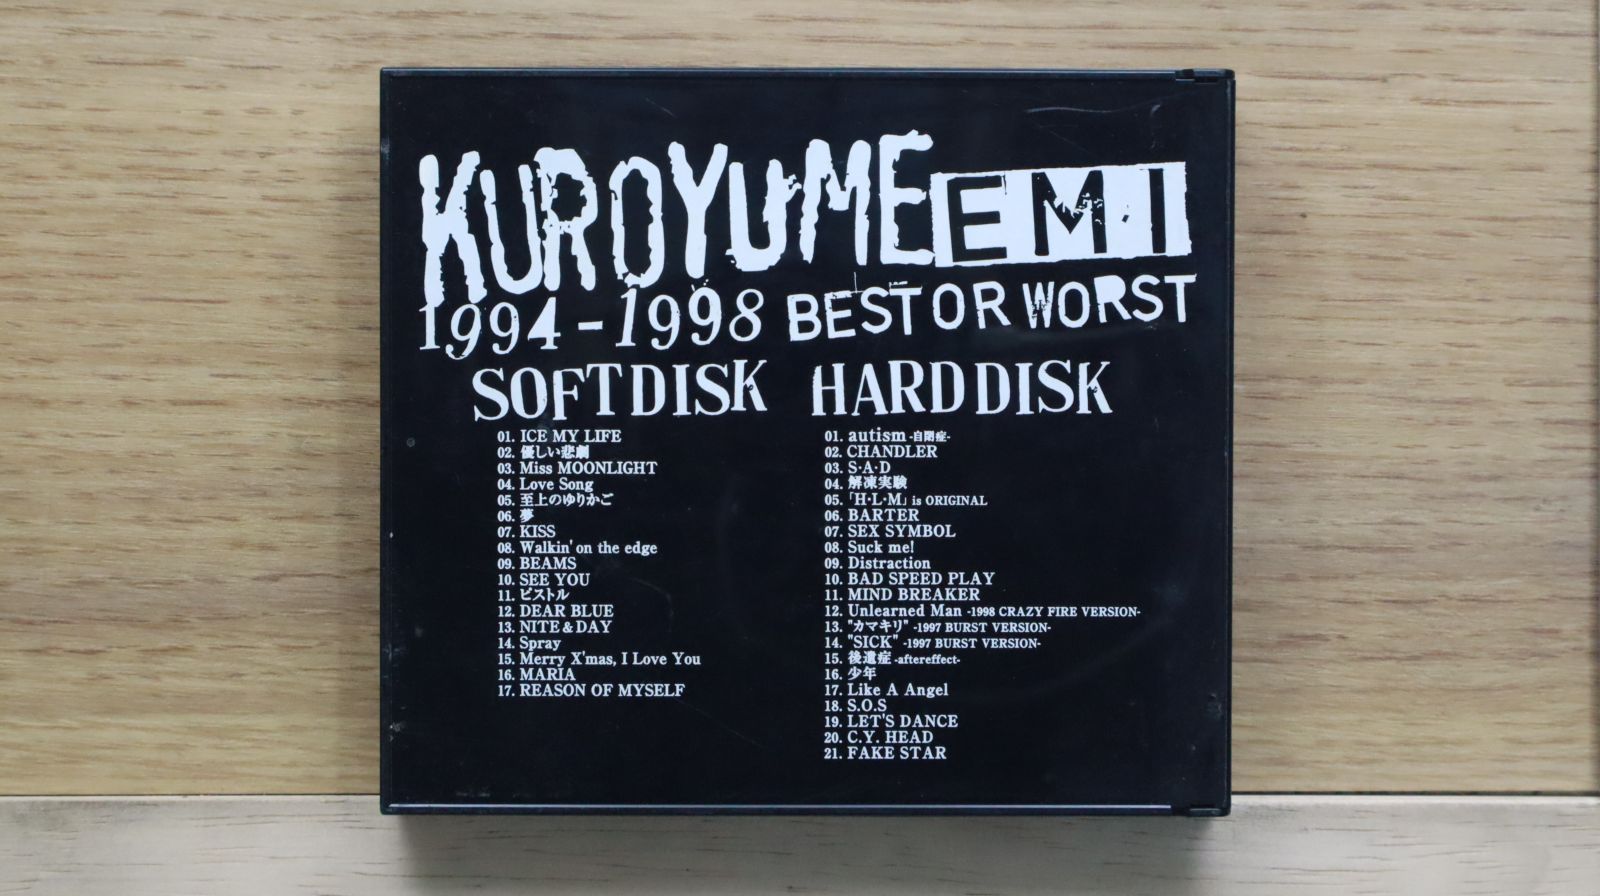 KUROYUME EMI
1994-1998 BEST OR WORST
SOFT DISK
01. ICE MY LIFE
02. 優しい悲劇
03. Miss MOONLIGHT
04. Love Song
05. 至上のゆりかご
06. 夢
07. KISS
08. Walkin' on the edge
09. BEAMS
10. SEE YOU
11. ピストル
12. DEAR BLUE
13. NITE & DAY
14. Spray
15. Merry X'mas, I Love You
16. MARIA
17. REASON OF MYSELF
HARD DISK
01. autism -自閉症-
02. CHANDLER
03. S・A・D
04. 解凍実験
05. 「H・L・M」 is ORIGINAL
06. BARTER
07. SEX SYMBOL
08. Suck me!
09. Distraction
10. BAD SPEED PLAY
11. MIND BREAKER
12. Unlearned Man -1998 CRAZY FIRE VERSION-
13. "カマキリ" -1997 BURST VERSION-
14. "SICK" -1997 BURST VERSION-
15. 後遺症 -aftereffect-
16. 少年
17. Like A Angel
18. S.O.S
19. LET'S DANCE
20. C.Y. HEAD
21. FAKE STAR